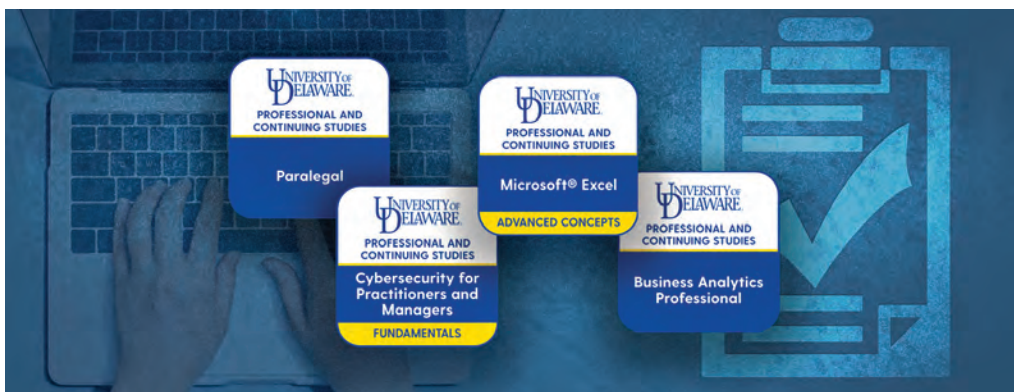 UNIVERSITY OF
DELAWARE.
PROFESSIONAL AND
CONTINUING STUDIES
Paralegal
UNIVERSITY OF
DELAWARE.
PROFESSIONAL AND
CONTINUING STUDIES
Cybersecurity for
Practitioners and
Managers
FUNDAMENTALS
UNIVERSITY OF
DELAWARE.
PROFESSIONAL AND
CONTINUING STUDIES
Microsoft® Excel
ADVANCED CONCEPTS
UNIVERSITY OF
DELAWARE.
PROFESSIONAL AND
CONTINUING STUDIES
Business Analytics
Professional